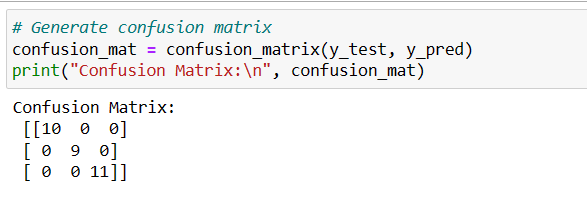 # Generate confusion matrix
confusion_mat = confusion_matrix(y_test, y_pred)
print("Confusion Matrix:\n", confusion_mat)
Confusion Matrix:
 [[10  0  0]
 [ 0  9  0]
 [ 0  0 11]]